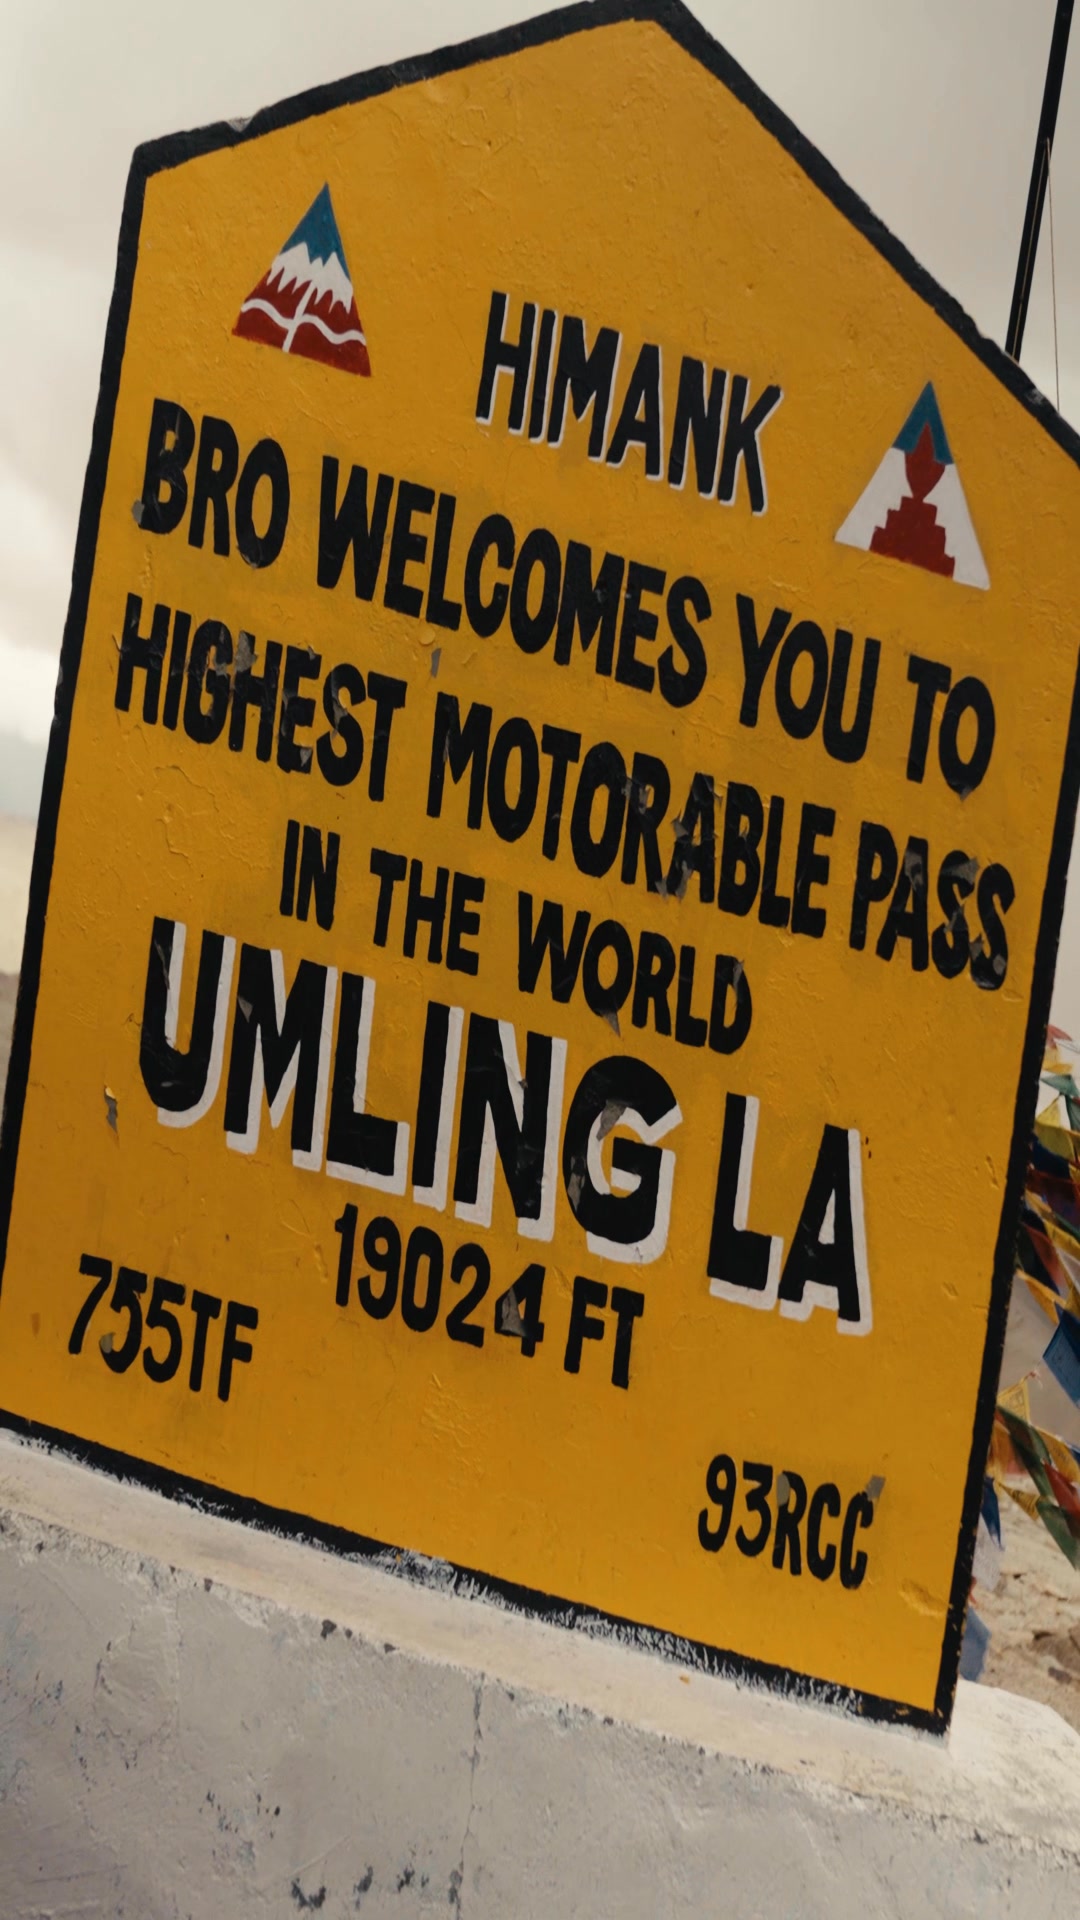 HIMANK
BRO WELCOMES YOU TO
HIGHEST MOTORABLE PASS
IN THE WORLD
UMLING LA
19024 FT
755TF
93RCC